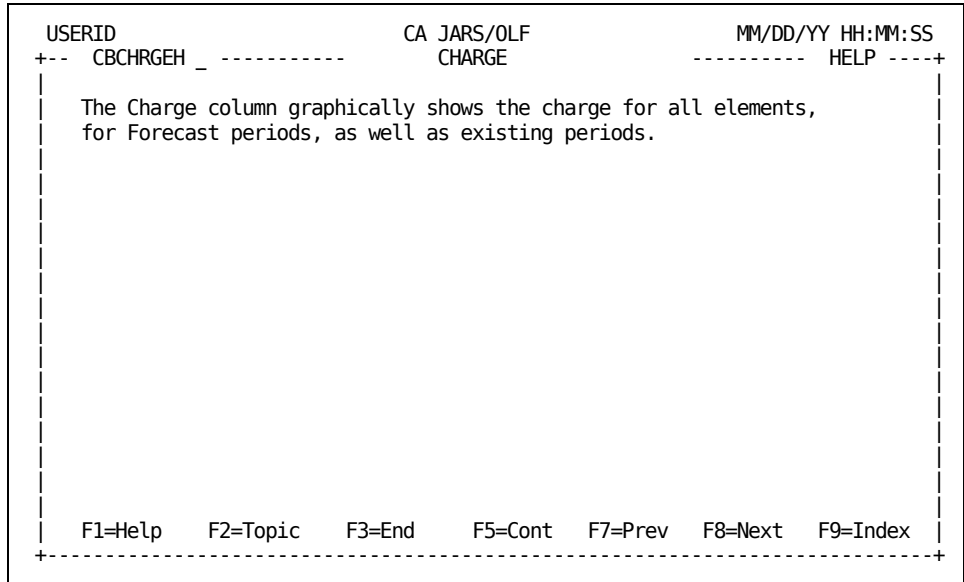 USERID CA JARS/OLF MM/DD/YY HH:MM:SS
+-- CBCHRGEH _ ----------- CHARGE ---------- HELP ----+
The Charge column graphically shows the charge for all elements,
for Forecast periods, as well as existing periods.
F1=Help F2=Topic F3=End F5=Cont F7=Prev F8=Next F9=Index